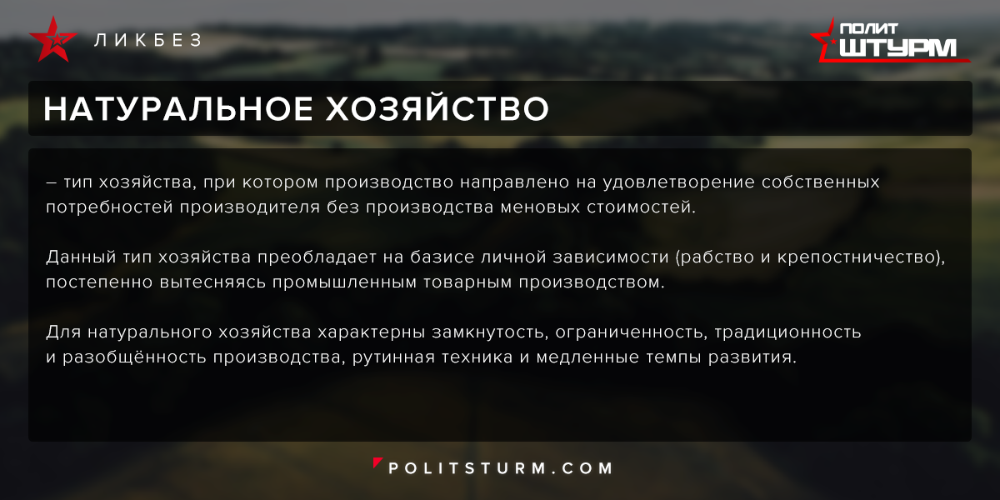 ЛИКБЕЗ
ПОЛИТ
ШТУРМ
НАТУРАЛЬНОЕ ХОЗЯЙСТВО
– тип хозяйства, при котором производство направлено на удовлетворение собственных
потребностей производителя без производства меновых стоимостей.
Данный тип хозяйства преобладает на базисе личной зависимости (рабство и крепостничество),
постепенно вытесняясь промышленным товарным производством.
Для натурального хозяйства характерны замкнутость, ограниченность, традиционность
и разобщённость производства, рутинная техника и медленные темпы развития.
POLITSTURM.COM